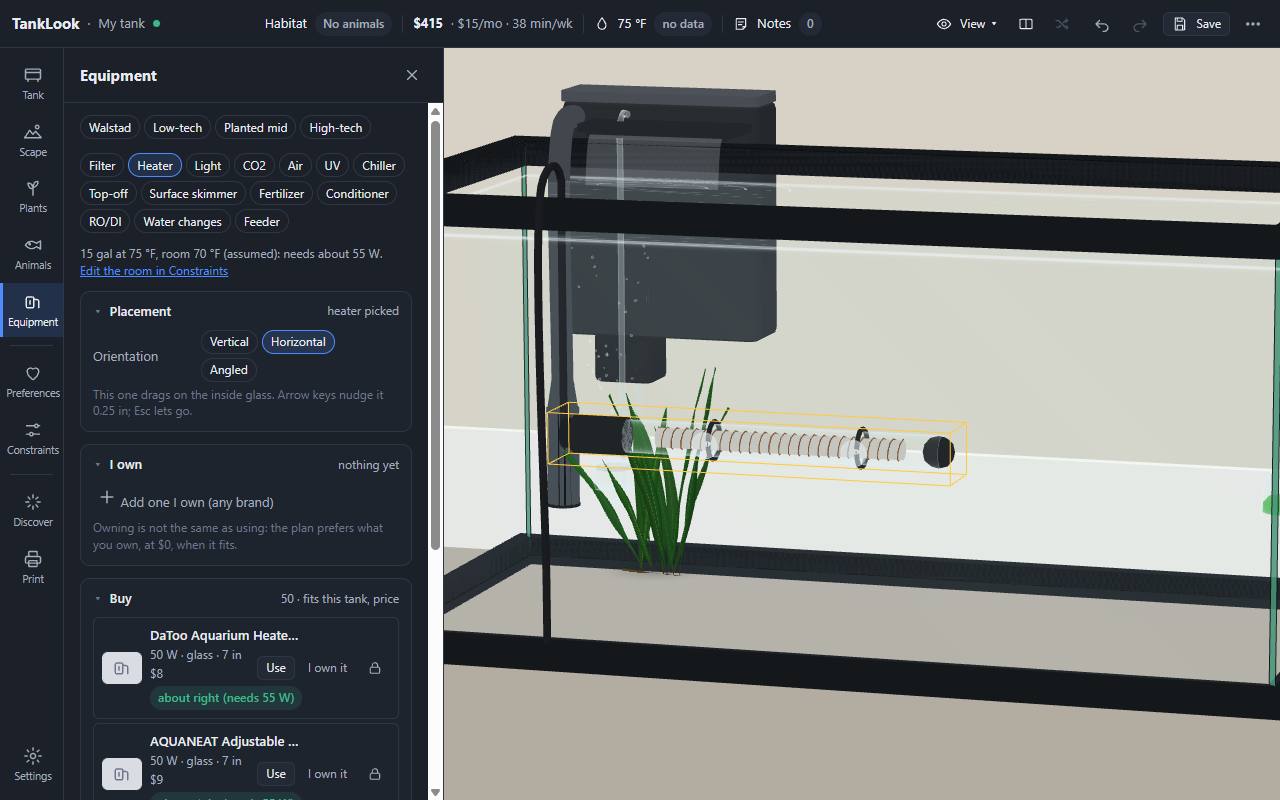 TankLook · My tank
Habitat No animals $415 · $15/mo · 38 min/wk 75 °F no data Notes 0 View Save
Equipment
Tank
Scape
Plants
Animals
Equipment
Preferences
Constraints
Discover
Print
Settings
Walstad Low-tech Planted mid High-tech
Filter Heater Light CO2 Air UV Chiller
Top-off Surface skimmer Fertilizer Conditioner
RO/DI Water changes Feeder
15 gal at 75 °F, room 70 °F (assumed): needs about 55 W.
Edit the room in Constraints
Placement heater picked
Orientation Vertical Horizontal
Angled
This one drags on the inside glass. Arrow keys nudge it
0.25 in; Esc lets go.
I own nothing yet
Add one I own (any brand)
Owning is not the same as using: the plan prefers what
you own, at $0, when it fits.
Buy 50 · fits this tank, price
DaToo Aquarium Heate...
50 W · glass · 7 in
$8
Use I own it
about right (needs 55 W)
AQUANEAT Adjustable ...
50 W · glass · 7 in
$9
Use I own it